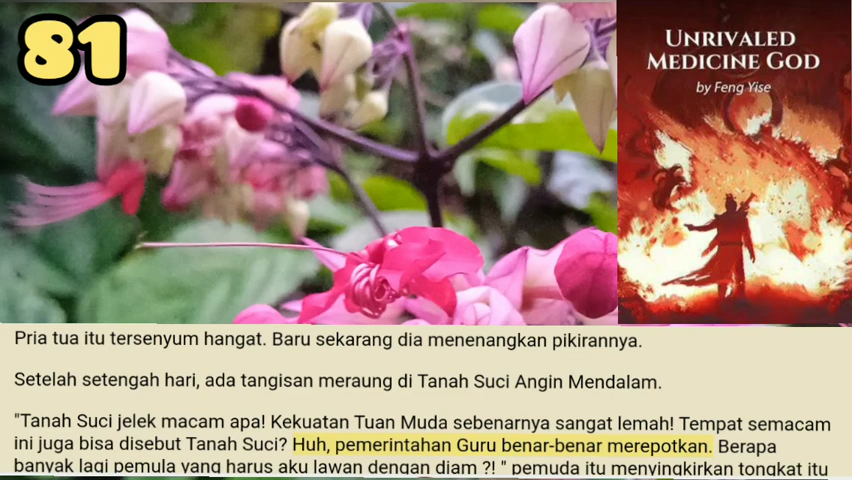 81
UNRIVALED
MEDICINE GOD
by Feng Yise
Pria tua itu tersenyum hangat. Baru sekarang dia menenangkan pikirannya.
Setelah setengah hari, ada tangisan meraung di Tanah Suci Angin Mendalam.
"Tanah Suci jelek macam apa! Kekuatan Tuan Muda sebenarnya sangat lemah! Tempat semacam
ini juga bisa disebut Tanah Suci? Huh, pemerintahan Guru benar-benar merepotkan. Berapa
banyak lagi pemula yang harus aku lawan dengan diam ?! " pemuda itu menyingkirkan tongkat itu